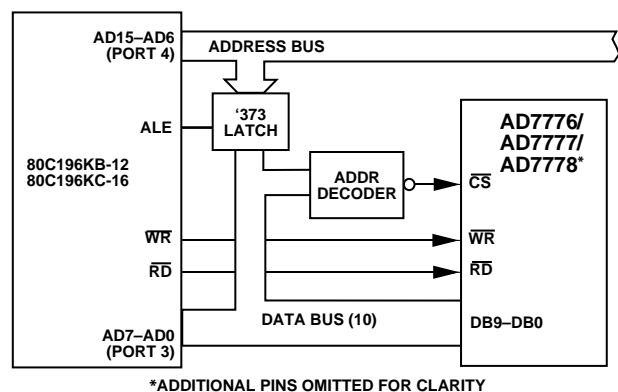 AD15–AD6
(PORT 4)
ADDRESS BUS
ALE
'373
LATCH
80C196KB-12
80C196KC-16
ADDR
DECODER
AD7776/
AD7777/
AD7778*
CS
WR
WR
RD
RD
DATA BUS (10)
DB9–DB0
AD7–AD0
(PORT 3)
*ADDITIONAL PINS OMITTED FOR CLARITY